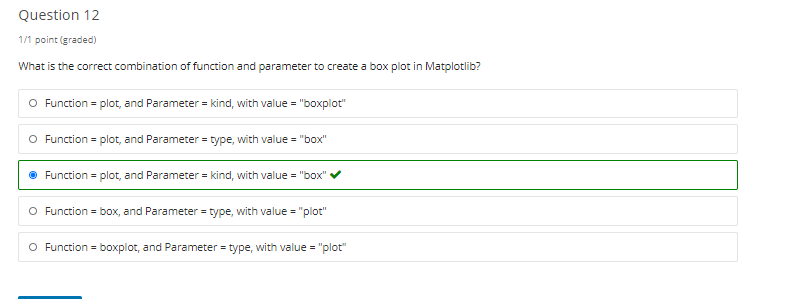 Question 12
1/1 point (graded)
What is the correct combination of function and parameter to create a box plot in Matplotlib?
Function = plot, and Parameter = kind, with value = "boxplot"
Function = plot, and Parameter = type, with value = "box"
Function = plot, and Parameter = kind, with value = "box"
Function = box, and Parameter = type, with value = "plot"
Function = boxplot, and Parameter = type, with value = "plot"